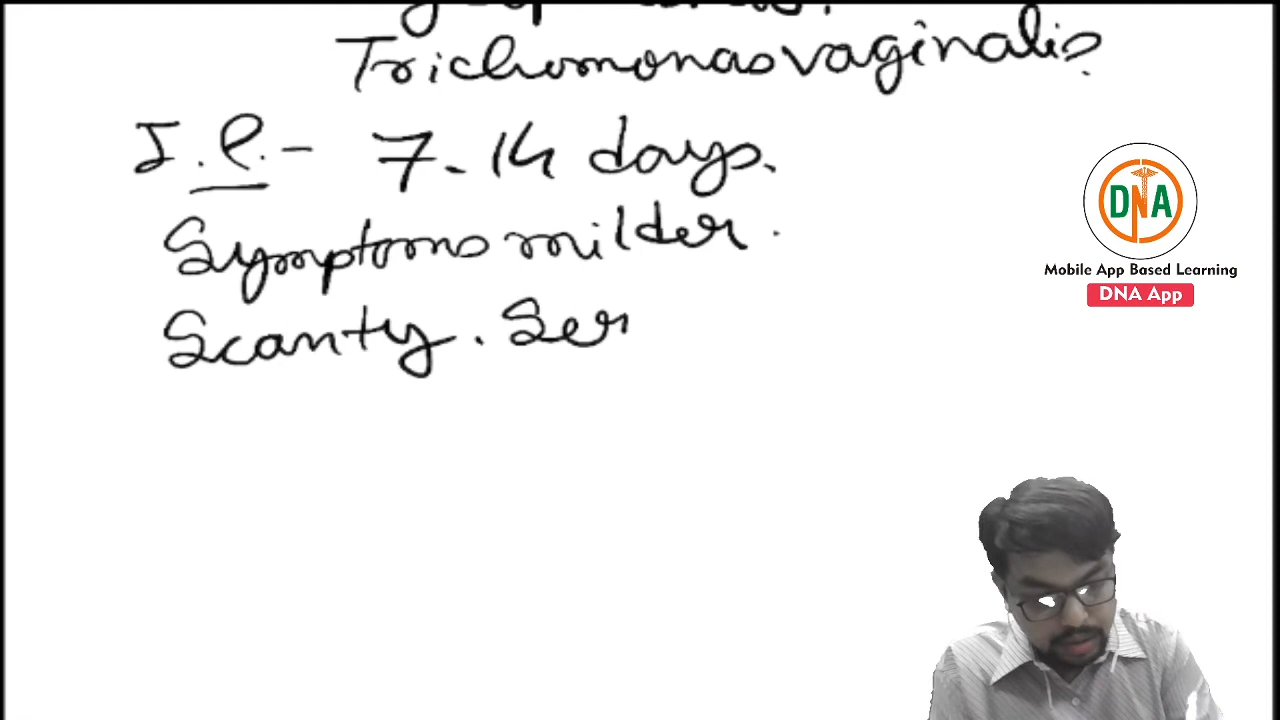 Trichomonas vaginalis.
I.P. - 7-14 days.
Symptoms milder.
Scanty. Ser
DNA
Mobile App Based Learning
DNA App